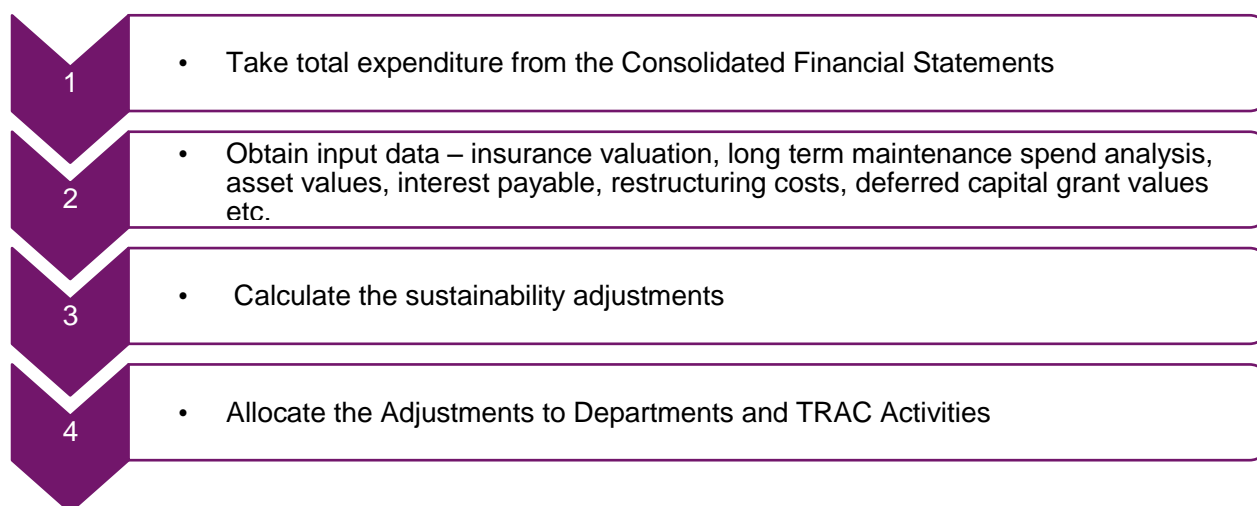 1
• Take total expenditure from the Consolidated Financial Statements
2
• Obtain input data – insurance valuation, long term maintenance spend analysis,
asset values, interest payable, restructuring costs, deferred capital grant values
etc.
3
• Calculate the sustainability adjustments
4
• Allocate the Adjustments to Departments and TRAC Activities